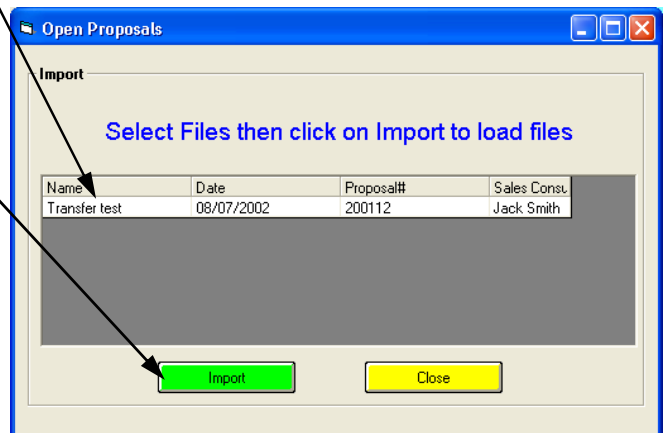 Open Proposals
Import
Select Files then click on Import to load files
Name Date Proposal# Sales Consu
Transfer test 08/07/2002 200112 Jack Smith
Import Close